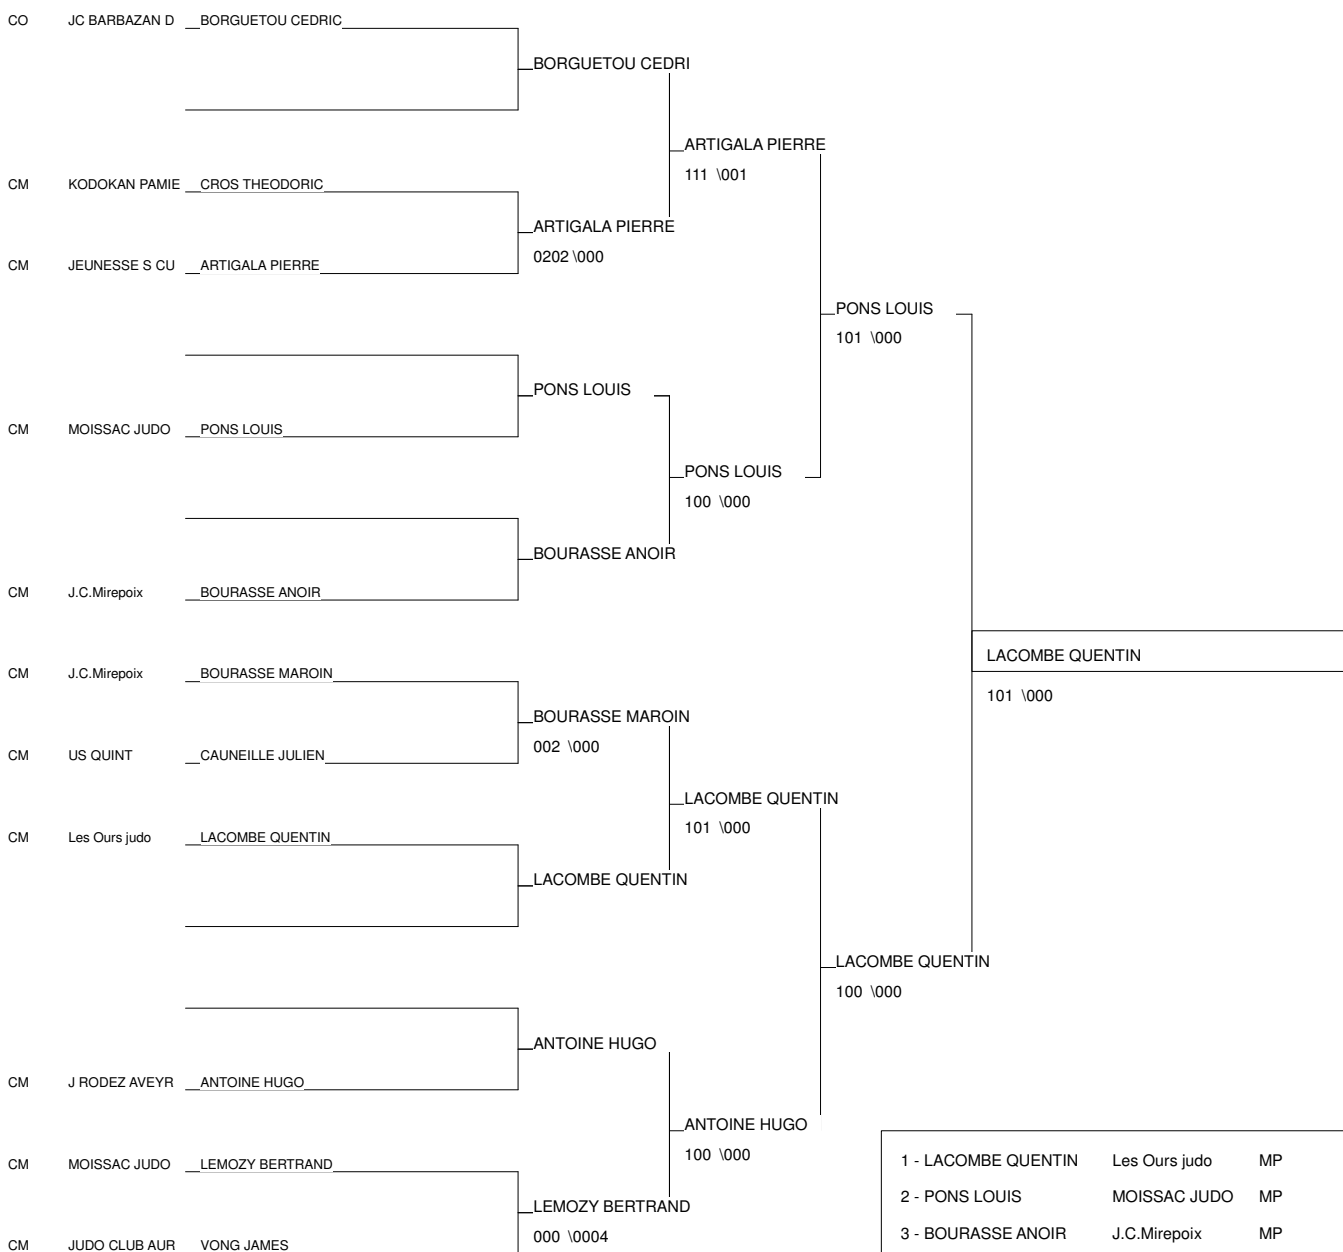 CO JC BARBAZAN D BORGUETOU CEDRIC
BORGUETOU CEDRI
ARTIGALA PIERRE
111 \001
CM KODOKAN PAMIE CROS THEODORIC
ARTIGALA PIERRE
0202 \000
CM JEUNESSE S CU ARTIGALA PIERRE
PONS LOUIS
101 \000
PONS LOUIS
CM MOISSAC JUDO PONS LOUIS
PONS LOUIS
100 \000
BOURASSE ANOIR
CM J.C.Mirepoix BOURASSE ANOIR
LACOMBE QUENTIN
101 \000
CM J.C.Mirepoix BOURASSE MAROIN
BOURASSE MAROIN
002 \000
CM US QUINT CAUNEILLE JULIEN
LACOMBE QUENTIN
101 \000
CM Les Ours judo LACOMBE QUENTIN
LACOMBE QUENTIN
LACOMBE QUENTIN
100 \000
ANTOINE HUGO
CM J RODEZ AVEYR ANTOINE HUGO
ANTOINE HUGO
100 \000
CM MOISSAC JUDO LEMOZY BERTRAND
LEMOZY BERTRAND
000 \0004
CM JUDO CLUB AUR VONG JAMES
1 - LACOMBE QUENTIN Les Ours judo MP
2 - PONS LOUIS MOISSAC JUDO MP
3 - BOURASSE ANOIR J.C.Mirepoix MP